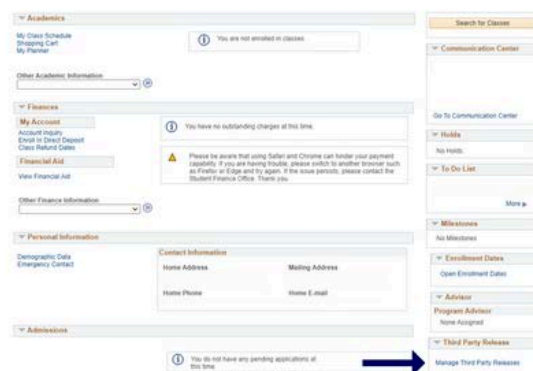 Academics
My Class Schedule
Shopping Cart
My Planner
You are not enrolled in classes.
Other Academic Information
Finances
My Account
Account Inquiry
Enroll In Direct Deposit
Class Refund Dates
You have no outstanding charges at this time.
Financial Aid
View Financial Aid
Please be aware that using Safari and Chrome can hinder your payment
capability. If you are having trouble, please switch to another browser such
as Firefox or Edge and try again. If the issue persists, please contact the
Student Finance Office. Thank you.
Other Finance Information
Personal Information
Demographic Data
Emergency Contact
Contact Information
Home Address
Mailing Address
Home Phone
Home E-mail
Admissions
You do not have any pending applications at
this time.
Search for Classes
Communication Center
Go To Communication Center
Holds
No Holds.
To Do List
More
Milestones
No Milestones
Enrollment Dates
Open Enrollment Dates
Advisor
Program Advisor
None Assigned
Third Party Release
Manage Third Party Releases